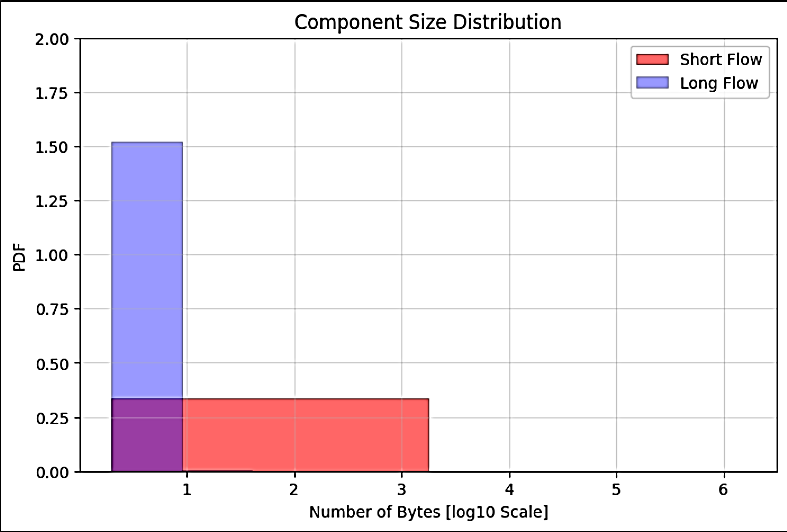 Component Size Distribution
2.00
1.75
1.50
1.25
1.00
0.75
0.50
0.25
0.00
PDF
Short Flow
Long Flow
1 2 3 4 5 6
Number of Bytes [log10 Scale]